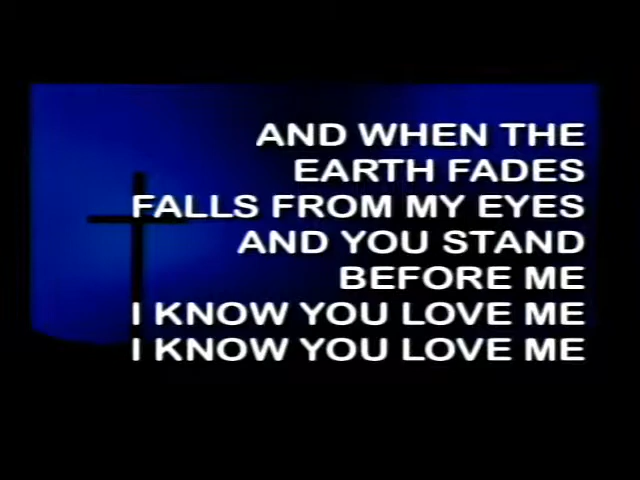 AND WHEN THE
EARTH FADES
FALLS FROM MY EYES
AND YOU STAND
BEFORE ME
I KNOW YOU LOVE ME
I KNOW YOU LOVE ME